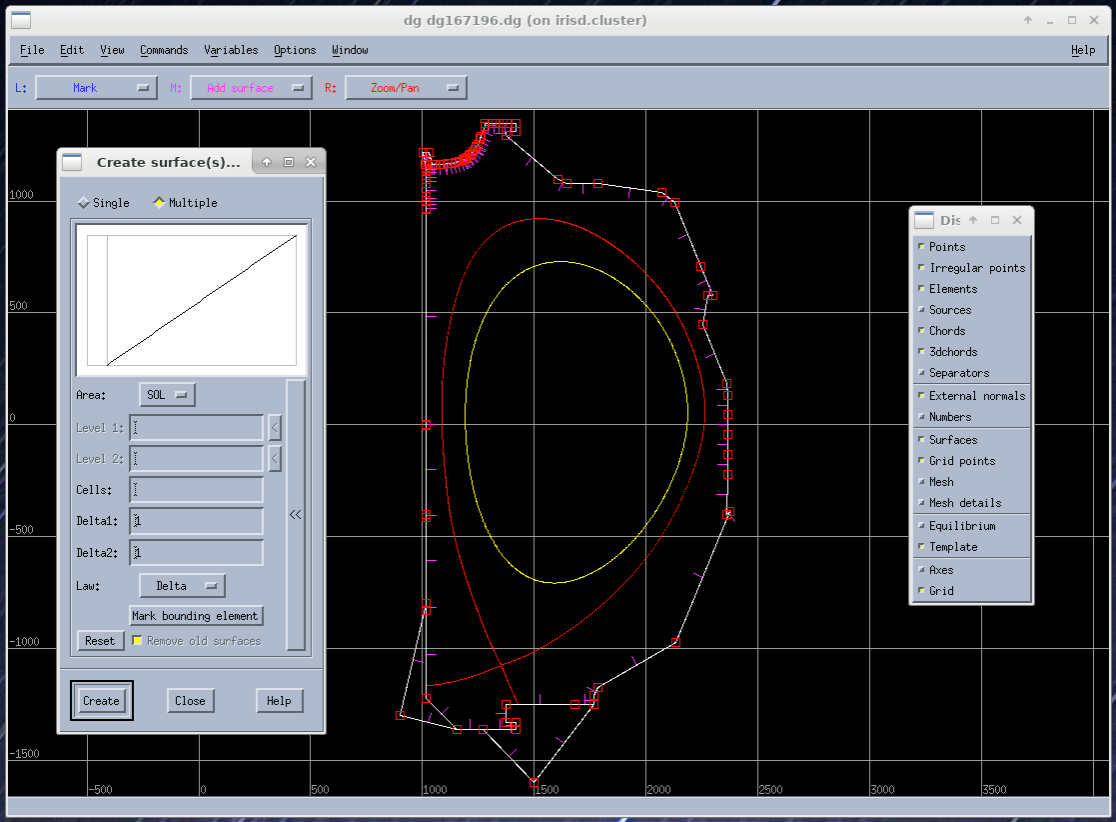 dg dg167196.dg (on irisd.cluster)
File Edit View Commands Variables Options Window Help
L: Mark M: Add surface R: Zoom/Pan
Create surface(s)...
Single Multiple
Area: SOL
Level 1: <
Level 2: <
Cells:
Delta1: 1
Delta2: 1
<<
Law: Delta
Mark bounding element
Reset Remove old surfaces
Create Close Help
1000
500
0
-500
-1000
-1500
-500 0 500 1000 1500 2000 2500 3000 3500
Dis
Points
Irregular points
Elements
Sources
Chords
3dchords
Separators
External normals
Numbers
Surfaces
Grid points
Mesh
Mesh details
Equilibrium
Template
Axes
Grid